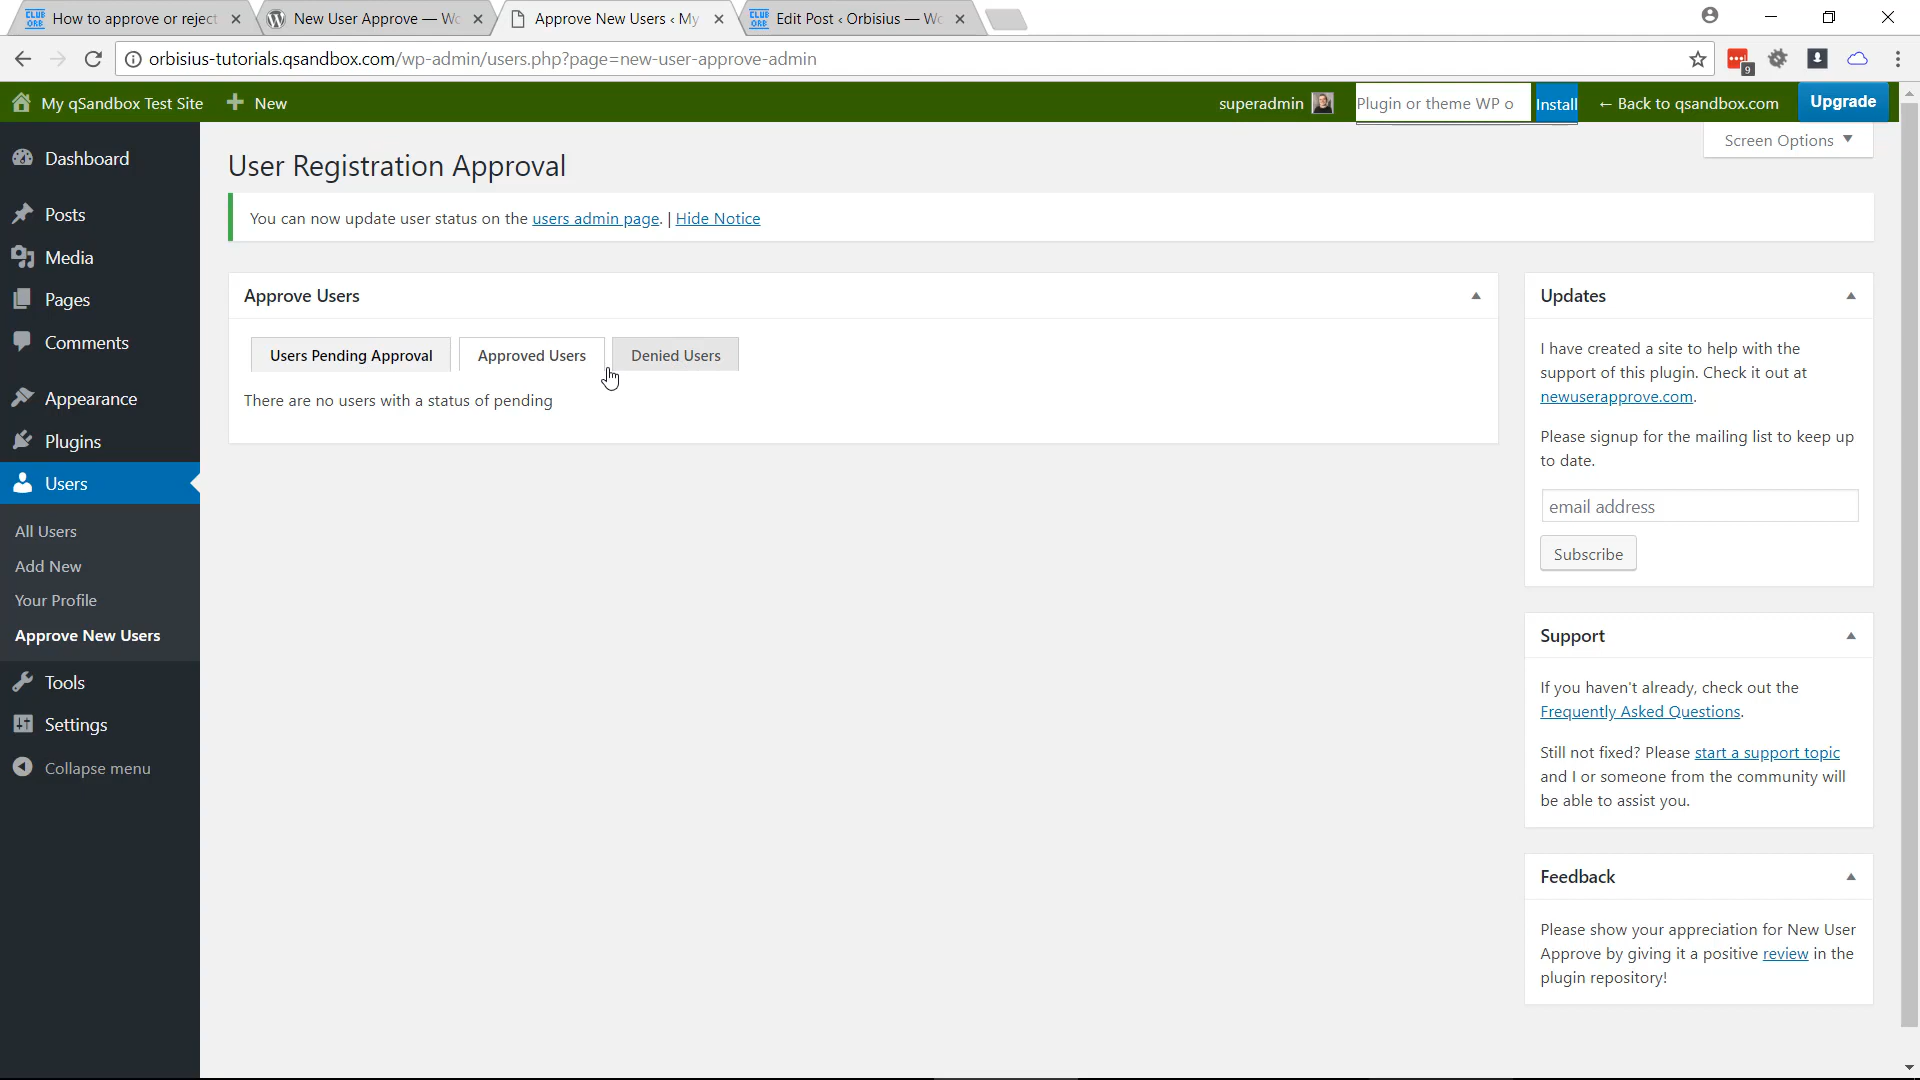 How to approve or reject
New User Approve — Wo
Approve New Users ‹ My
Edit Post ‹ Orbisius — Wo
orbisius-tutorials.qsandbox.com/wp-admin/users.php?page=new-user-approve-admin
9
My qSandbox Test Site
New
superadmin
Plugin or theme WP o
Install
← Back to qsandbox.com
Upgrade
Screen Options
Dashboard
Posts
Media
Pages
Comments
Appearance
Plugins
Users
All Users
Add New
Your Profile
Approve New Users
Tools
Settings
Collapse menu
User Registration Approval
You can now update user status on the users admin page. | Hide Notice
Approve Users
Users Pending Approval
Approved Users
Denied Users
There are no users with a status of pending
Updates
I have created a site to help with the
support of this plugin. Check it out at
newuserapprove.com.
Please signup for the mailing list to keep up
to date.
email address
Subscribe
Support
If you haven't already, check out the
Frequently Asked Questions.
Still not fixed? Please start a support topic
and I or someone from the community will
be able to assist you.
Feedback
Please show your appreciation for New User
Approve by giving it a positive review in the
plugin repository!